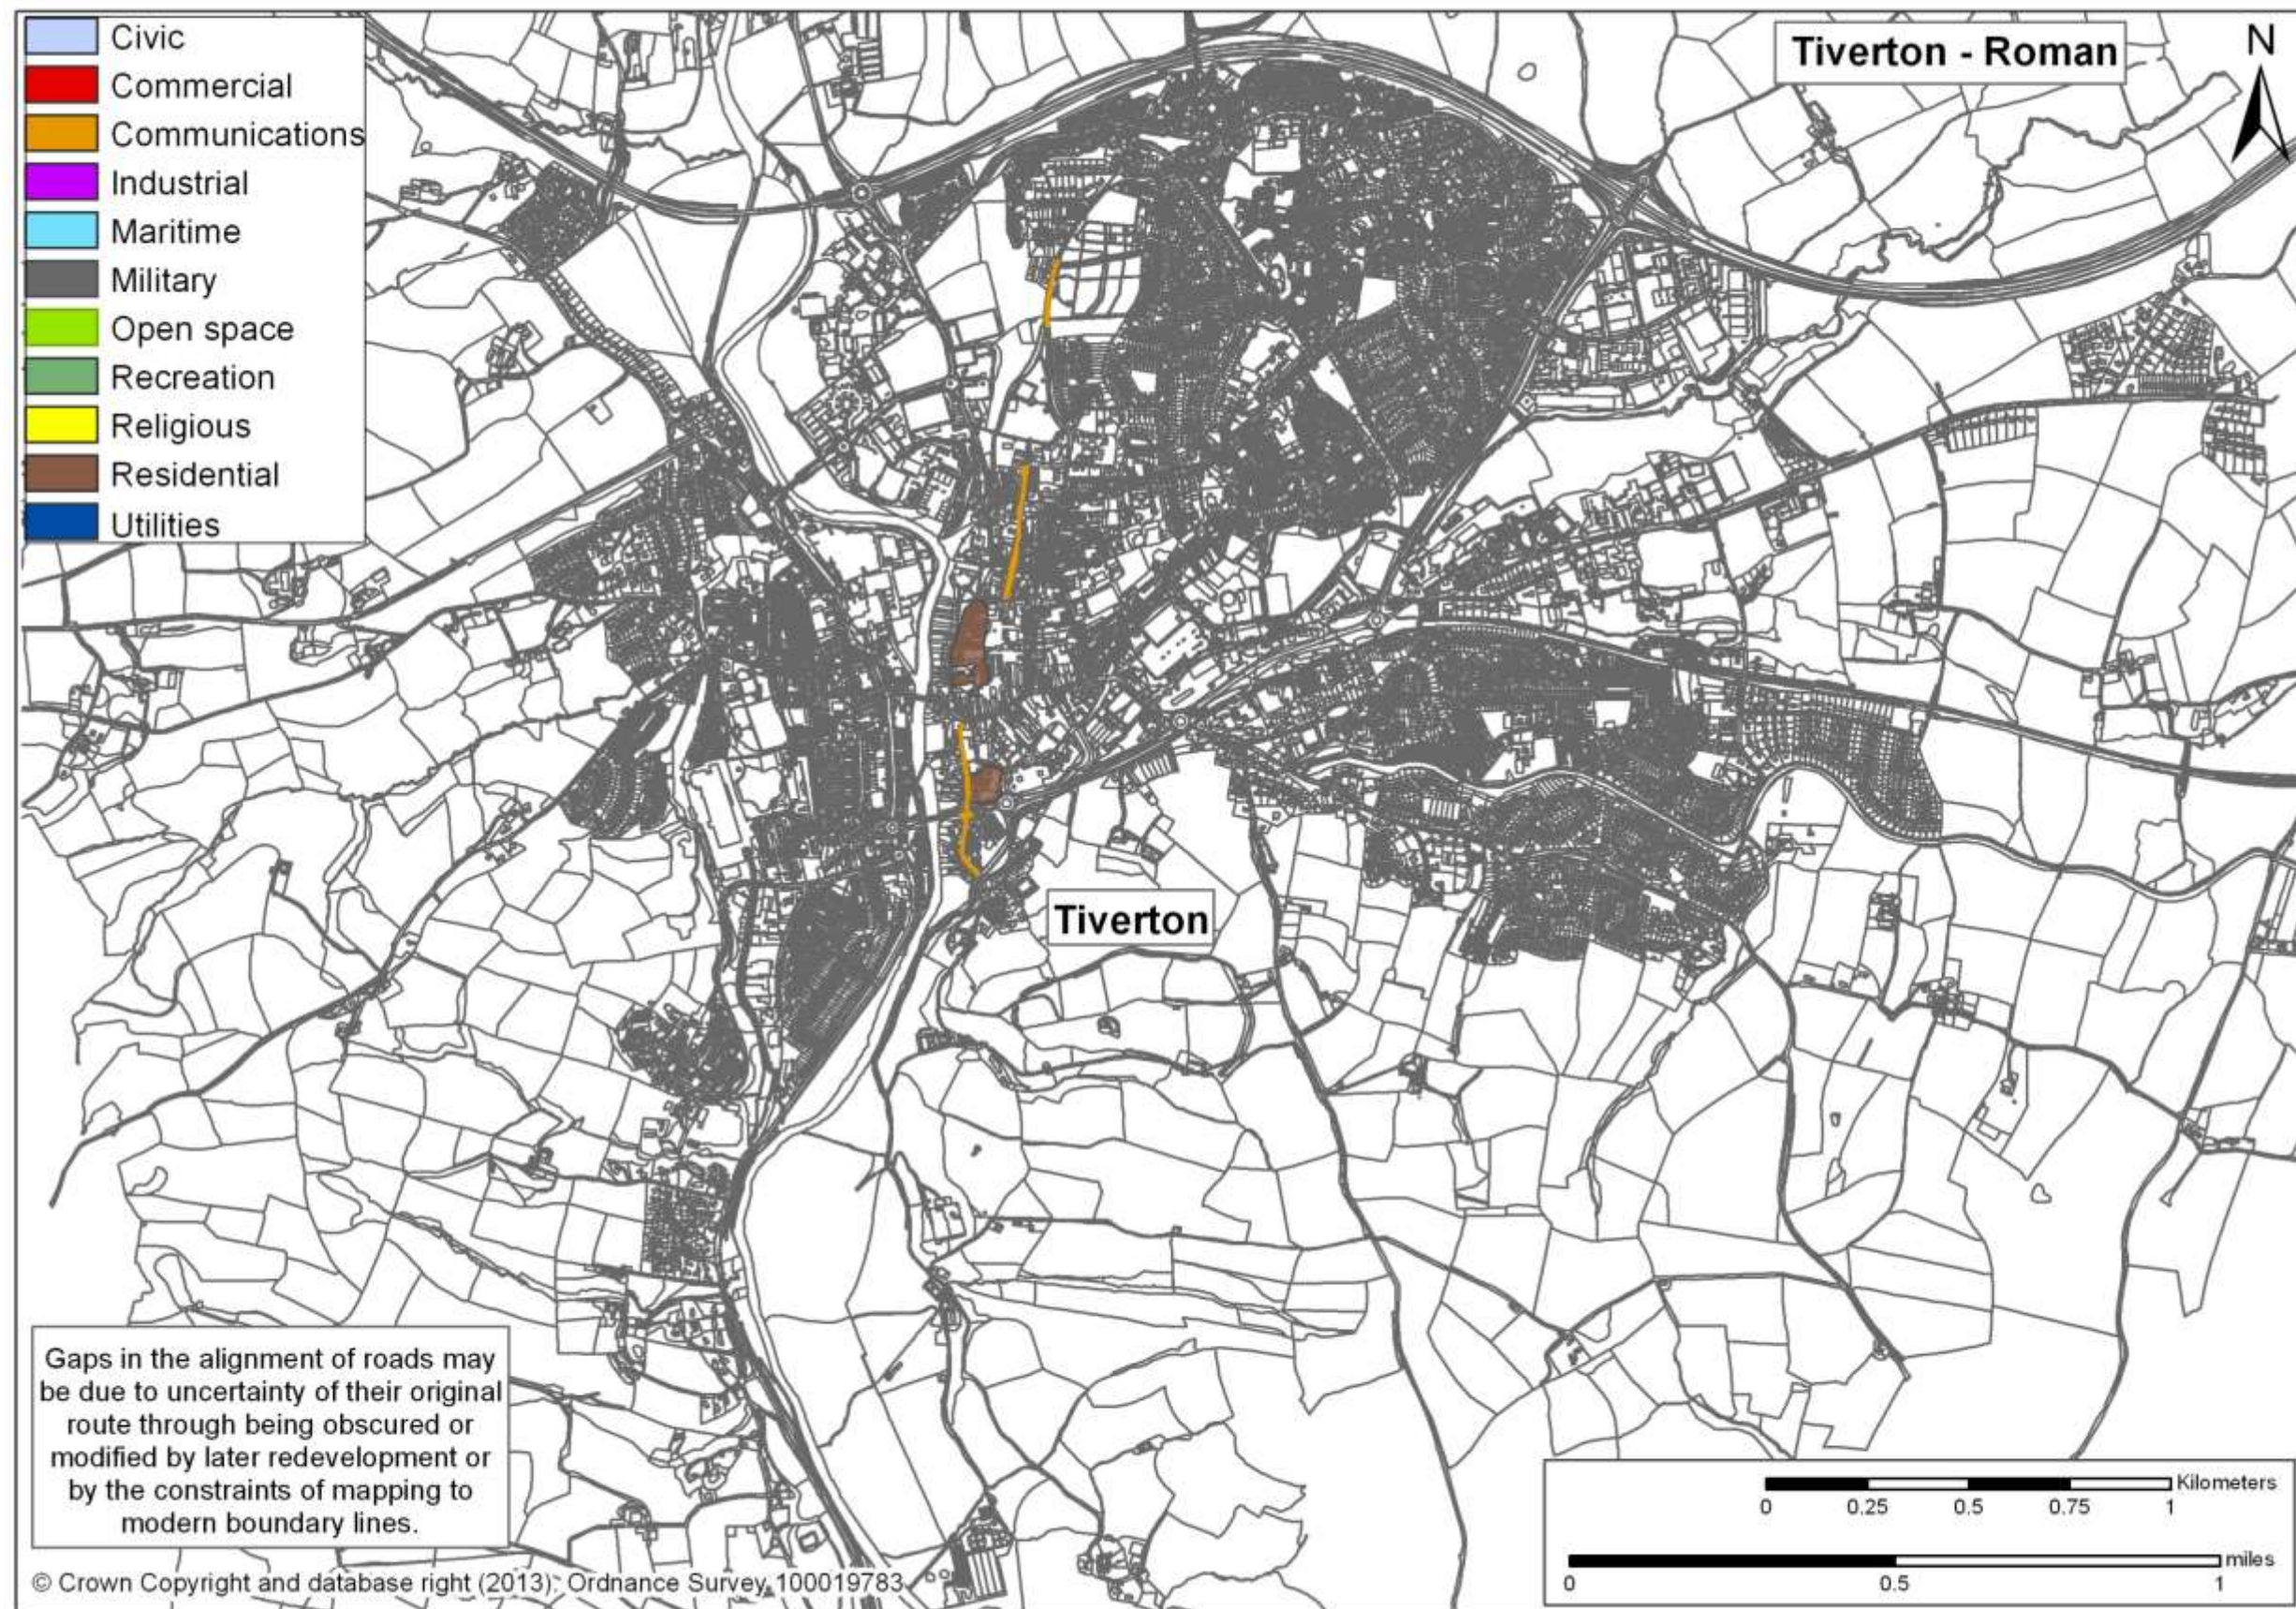 Civic
Commercial
Communications
Industrial
Maritime
Military
Open space
Recreation
Religious
Residential
Utilities
Tiverton - Roman
N
Tiverton
Gaps in the alignment of roads may
be due to uncertainty of their original
route through being obscured or
modified by later redevelopment or
by the constraints of mapping to
modern boundary lines.
© Crown Copyright and database right (2013). Ordnance Survey 100019783
Kilometers
0 0.25 0.5 0.75 1
miles
0 0.5 1